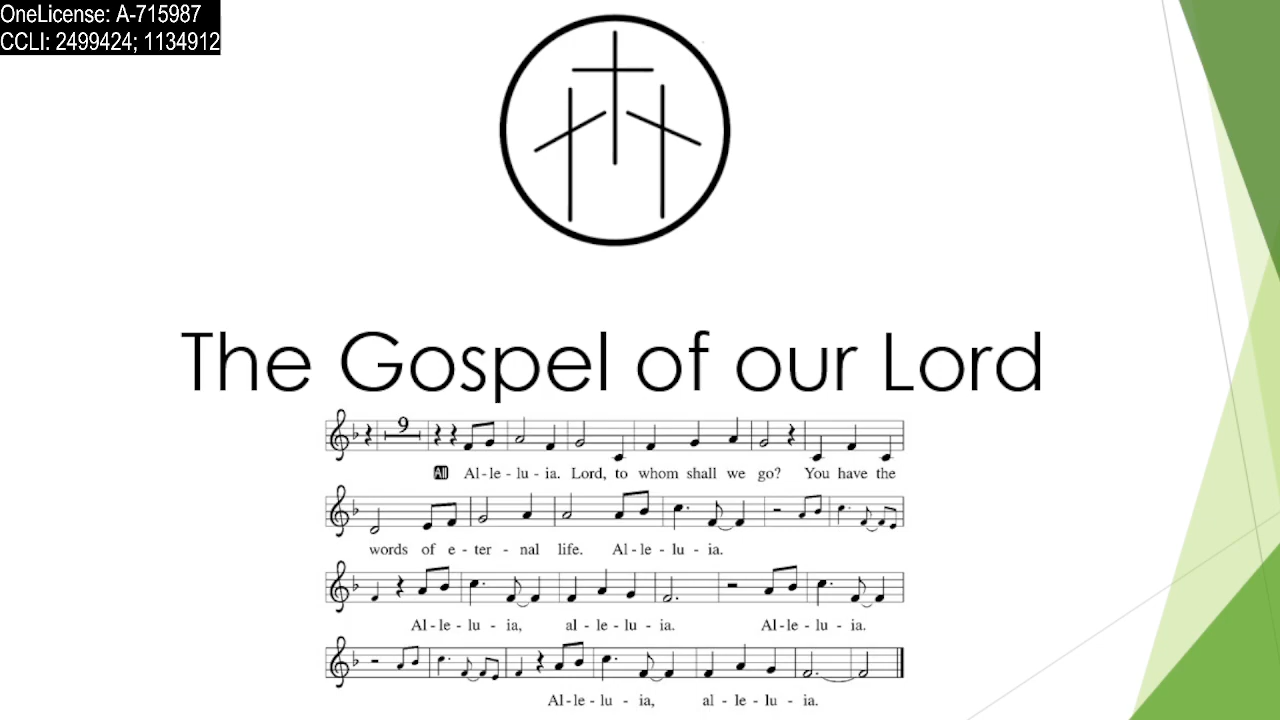 OneLicense: A-715987
CCLI: 2499424; 1134912
The Gospel of our Lord
9
All Al - le - lu - ia. Lord, to whom shall we go? You have the
words of e - ter - nal life. Al - le - lu - ia.
Al - le - lu - ia, al - le - lu - ia. Al - le - lu - ia.
Al - le - lu - ia, al - le - lu - ia.